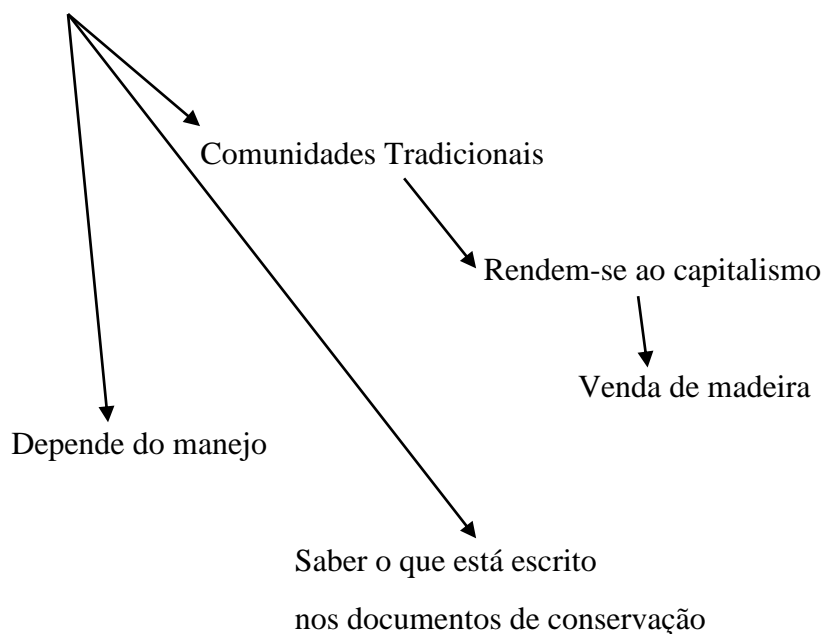 Comunidades Tradicionais
Rendem-se ao capitalismo
Venda de madeira
Depende do manejo
Saber o que está escrito
nos documentos de conservação